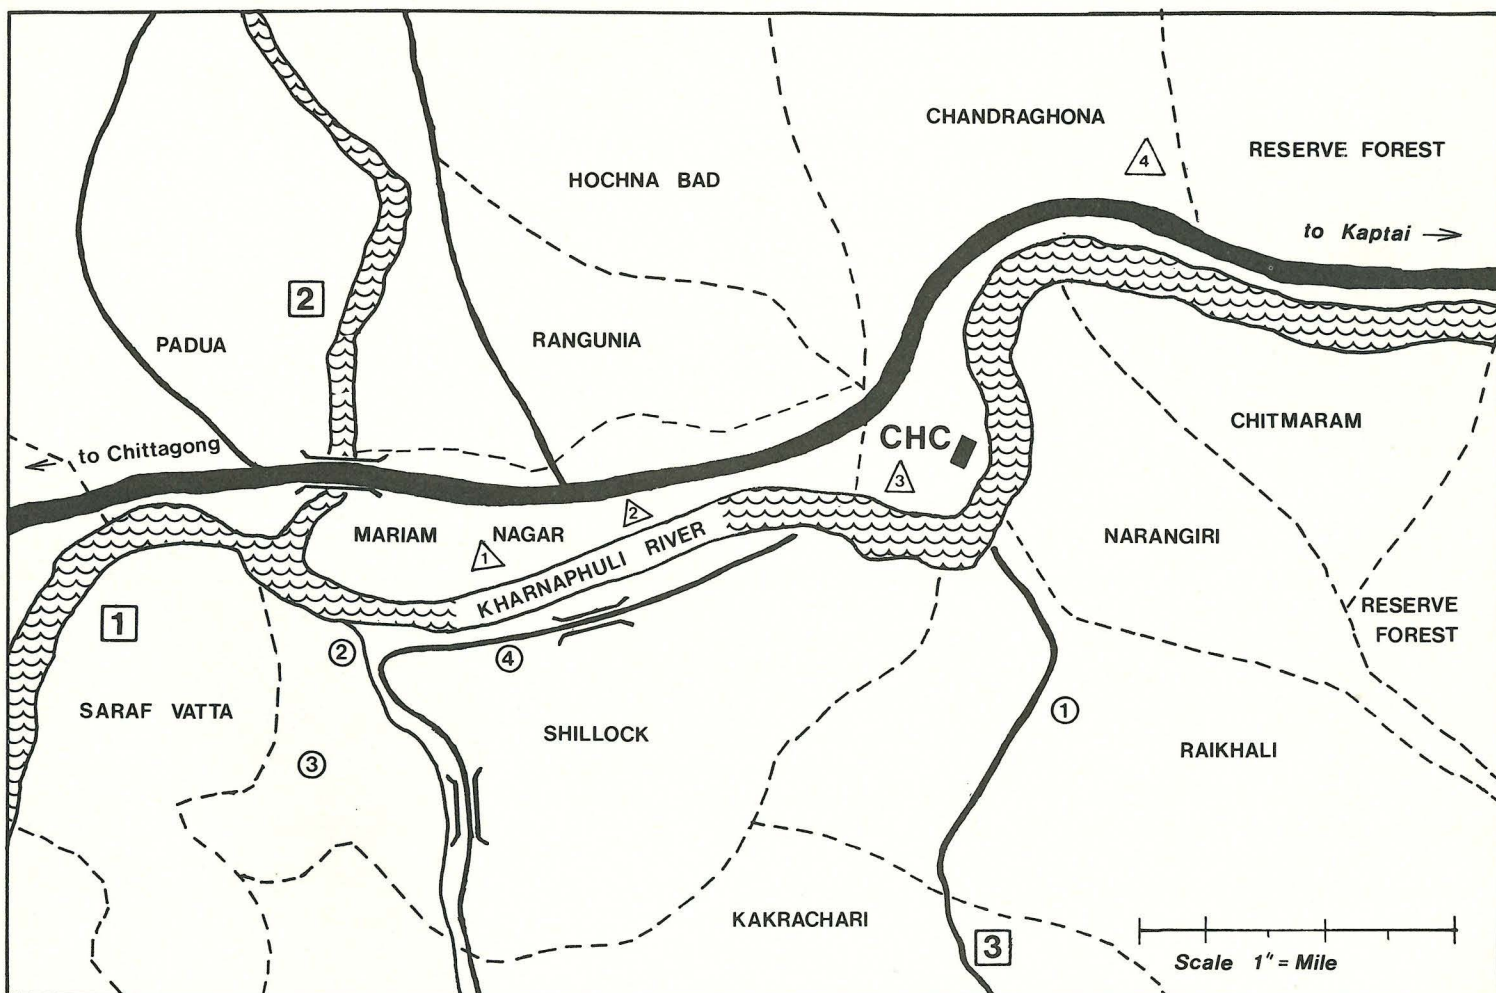 CHANDRAGHONA
4
RESERVE FOREST
HOCHNA BAD
to Kaptai
2
PADUA
RANGUNIA
CHITMARAM
to Chittagong
CHC
3
2
MARIAM NAGAR
1
KHARNAPHULI RIVER
NARANGIRI
1
RESERVE
FOREST
2
4
SARAF VATTA
SHILLOCK
1
RAIKHALI
3
KAKRACHARI
3
Scale 1" = Mile